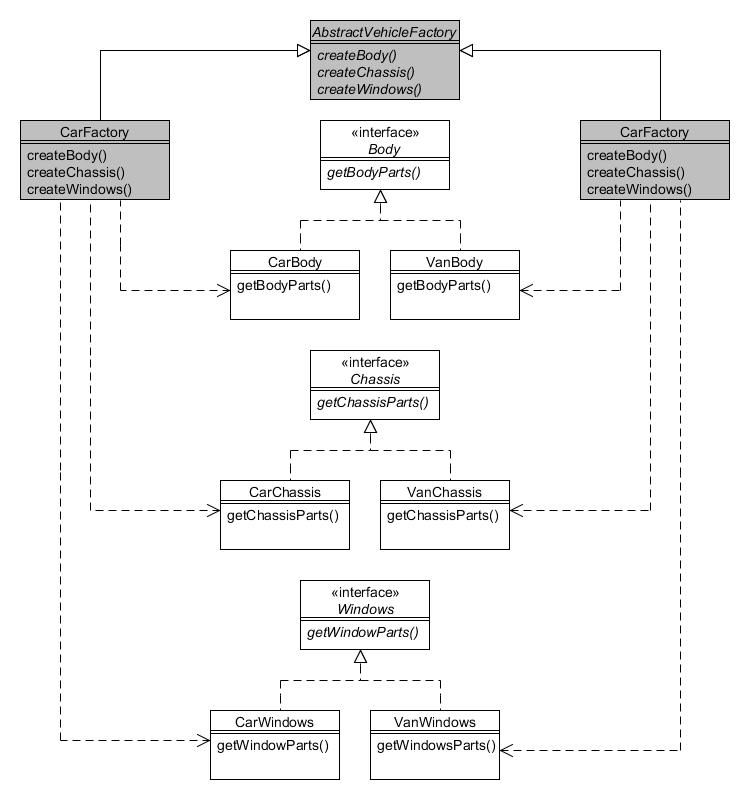 AbstractVehicleFactory
createBody()
createChassis()
createWindows()
CarFactory
createBody()
createChassis()
createWindows()
«interface»
Body
getBodyParts()
CarFactory
createBody()
createChassis()
createWindows()
CarBody
getBodyParts()
VanBody
getBodyParts()
«interface»
Chassis
getChassisParts()
CarChassis
getChassisParts()
VanChassis
getChassisParts()
«interface»
Windows
getWindowParts()
CarWindows
getWindowParts()
VanWindows
getWindowsParts()